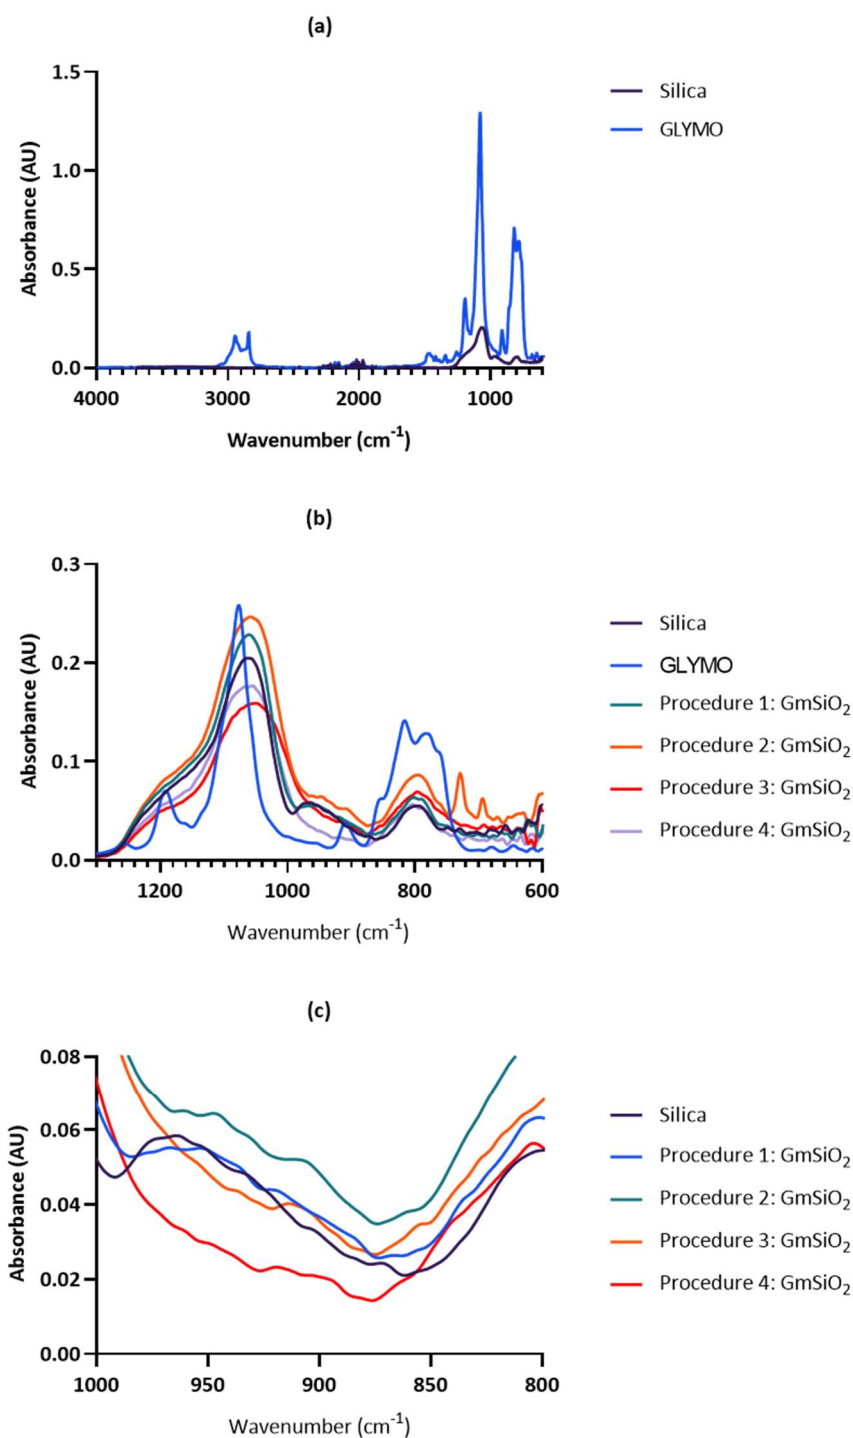 (a)
1.5
1.0
0.5
0.0
Absorbance (AU)
4000 3000 2000 1000
Wavenumber (cm⁻¹)
Silica
GLYMO
(b)
0.3
0.2
0.1
0.0
Absorbance (AU)
1200 1000 800 600
Wavenumber (cm⁻¹)
Silica
GLYMO
Procedure 1: GmSiO₂
Procedure 2: GmSiO₂
Procedure 3: GmSiO₂
Procedure 4: GmSiO₂
(c)
0.08
0.06
0.04
0.02
0.00
Absorbance (AU)
1000 950 900 850 800
Wavenumber (cm⁻¹)
Silica
Procedure 1: GmSiO₂
Procedure 2: GmSiO₂
Procedure 3: GmSiO₂
Procedure 4: GmSiO₂